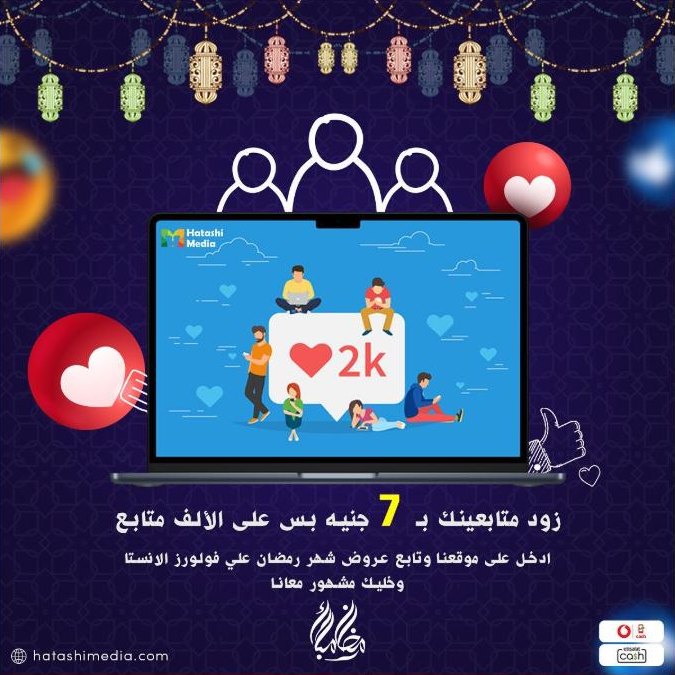 Hatashi
Media
2k
زود متابعينك بـ 7 جنيه بس على الألف متابع
ادخل على موقعنا وتابع عروض شهر رمضان علي فولورز الانستا
وخليك مشهور معانا
hatashimedia.com
cash
cash